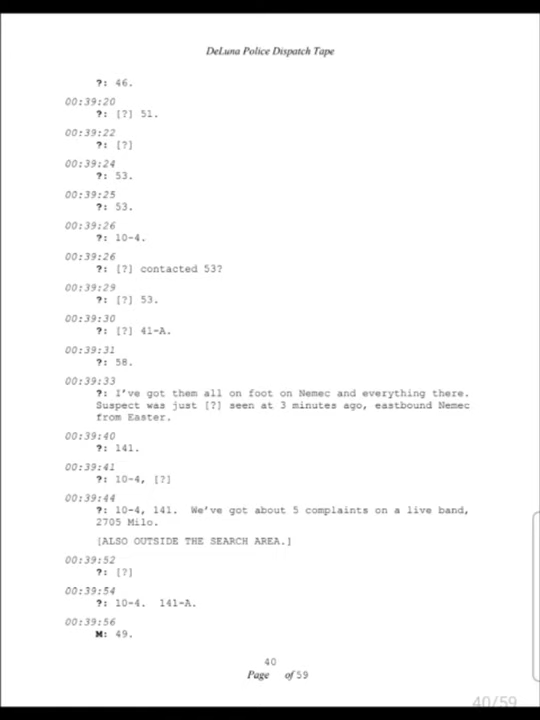 DeLuna Police Dispatch Tape
?: 46.
00:39:20
?: [?] 51.
00:39:22
?: [?]
00:39:24
?: 53.
00:39:25
?: 53.
00:39:26
?: 10-4.
00:39:26
?: [?] contacted 53?
00:39:29
?: [?] 53.
00:39:30
?: [?] 41-A.
00:39:31
?: 58.
00:39:33
?: I've got them all on foot on Nemec and everything there.
Suspect was just [?] seen at 3 minutes ago, eastbound Nemec
from Easter.
00:39:40
?: 141.
00:39:41
?: 10-4, [?]
00:39:44
?: 10-4, 141. We've got about 5 complaints on a live band,
2705 Milo.
[ALSO OUTSIDE THE SEARCH AREA.]
00:39:52
?: [?]
00:39:54
?: 10-4. 141-A.
00:39:56
M: 49.
40
Page of 59
40/59